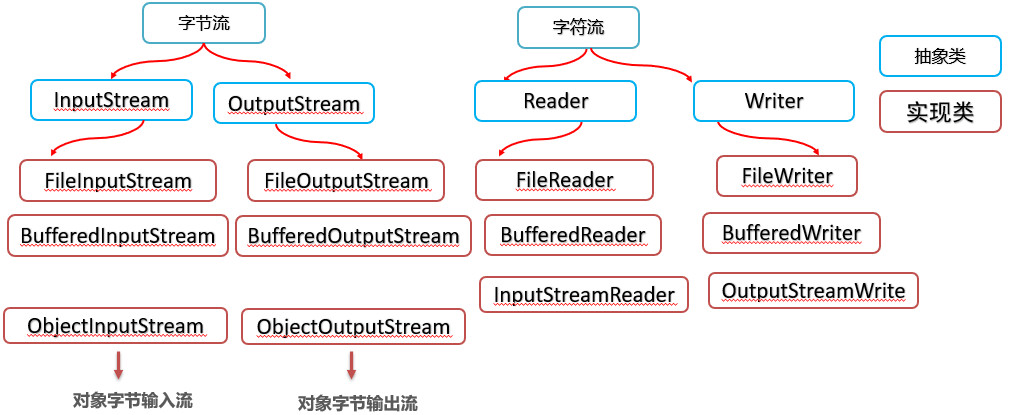 字节流
字符流
抽象类
InputStream
OutputStream
Reader
Writer
实现类
FileInputStream
FileOutputStream
FileReader
FileWriter
BufferedInputStream
BufferedOutputStream
BufferedReader
BufferedWriter
InputStreamReader
OutputStreamWrite
ObjectInputStream
ObjectOutputStream
对象字节输入流
对象字节输出流